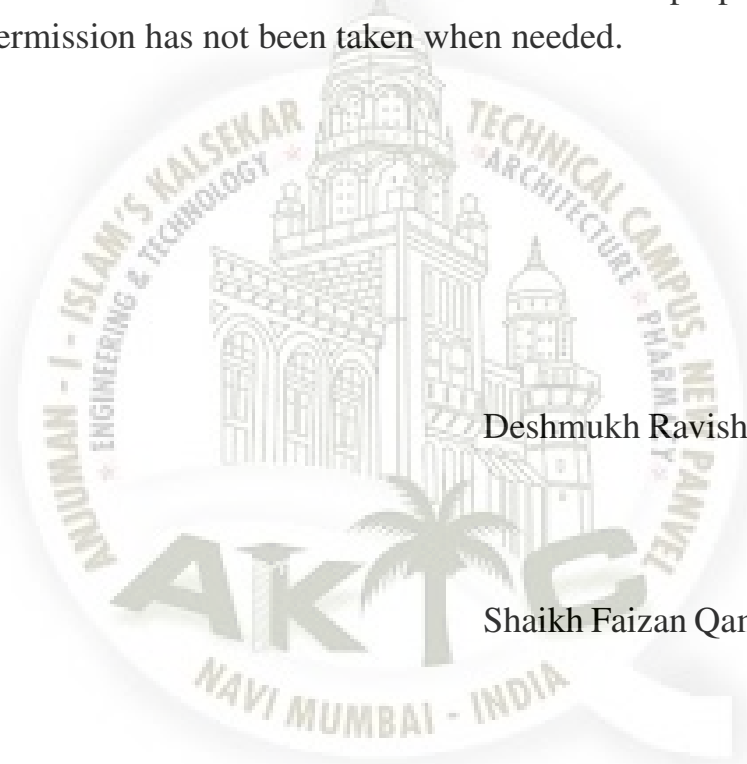 ermission has not been taken when needed.
ANJUMAN - I - ISLAM'S KALSEKAR TECHNICAL CAMPUS, NEW PANVEL
ENGINEERING & TECHNOLOGY ARCHITECTURE PHARMACY
Deshmukh Ravish
AKTC
Shaikh Faizan Qa
NAVI MUMBAI - INDIA